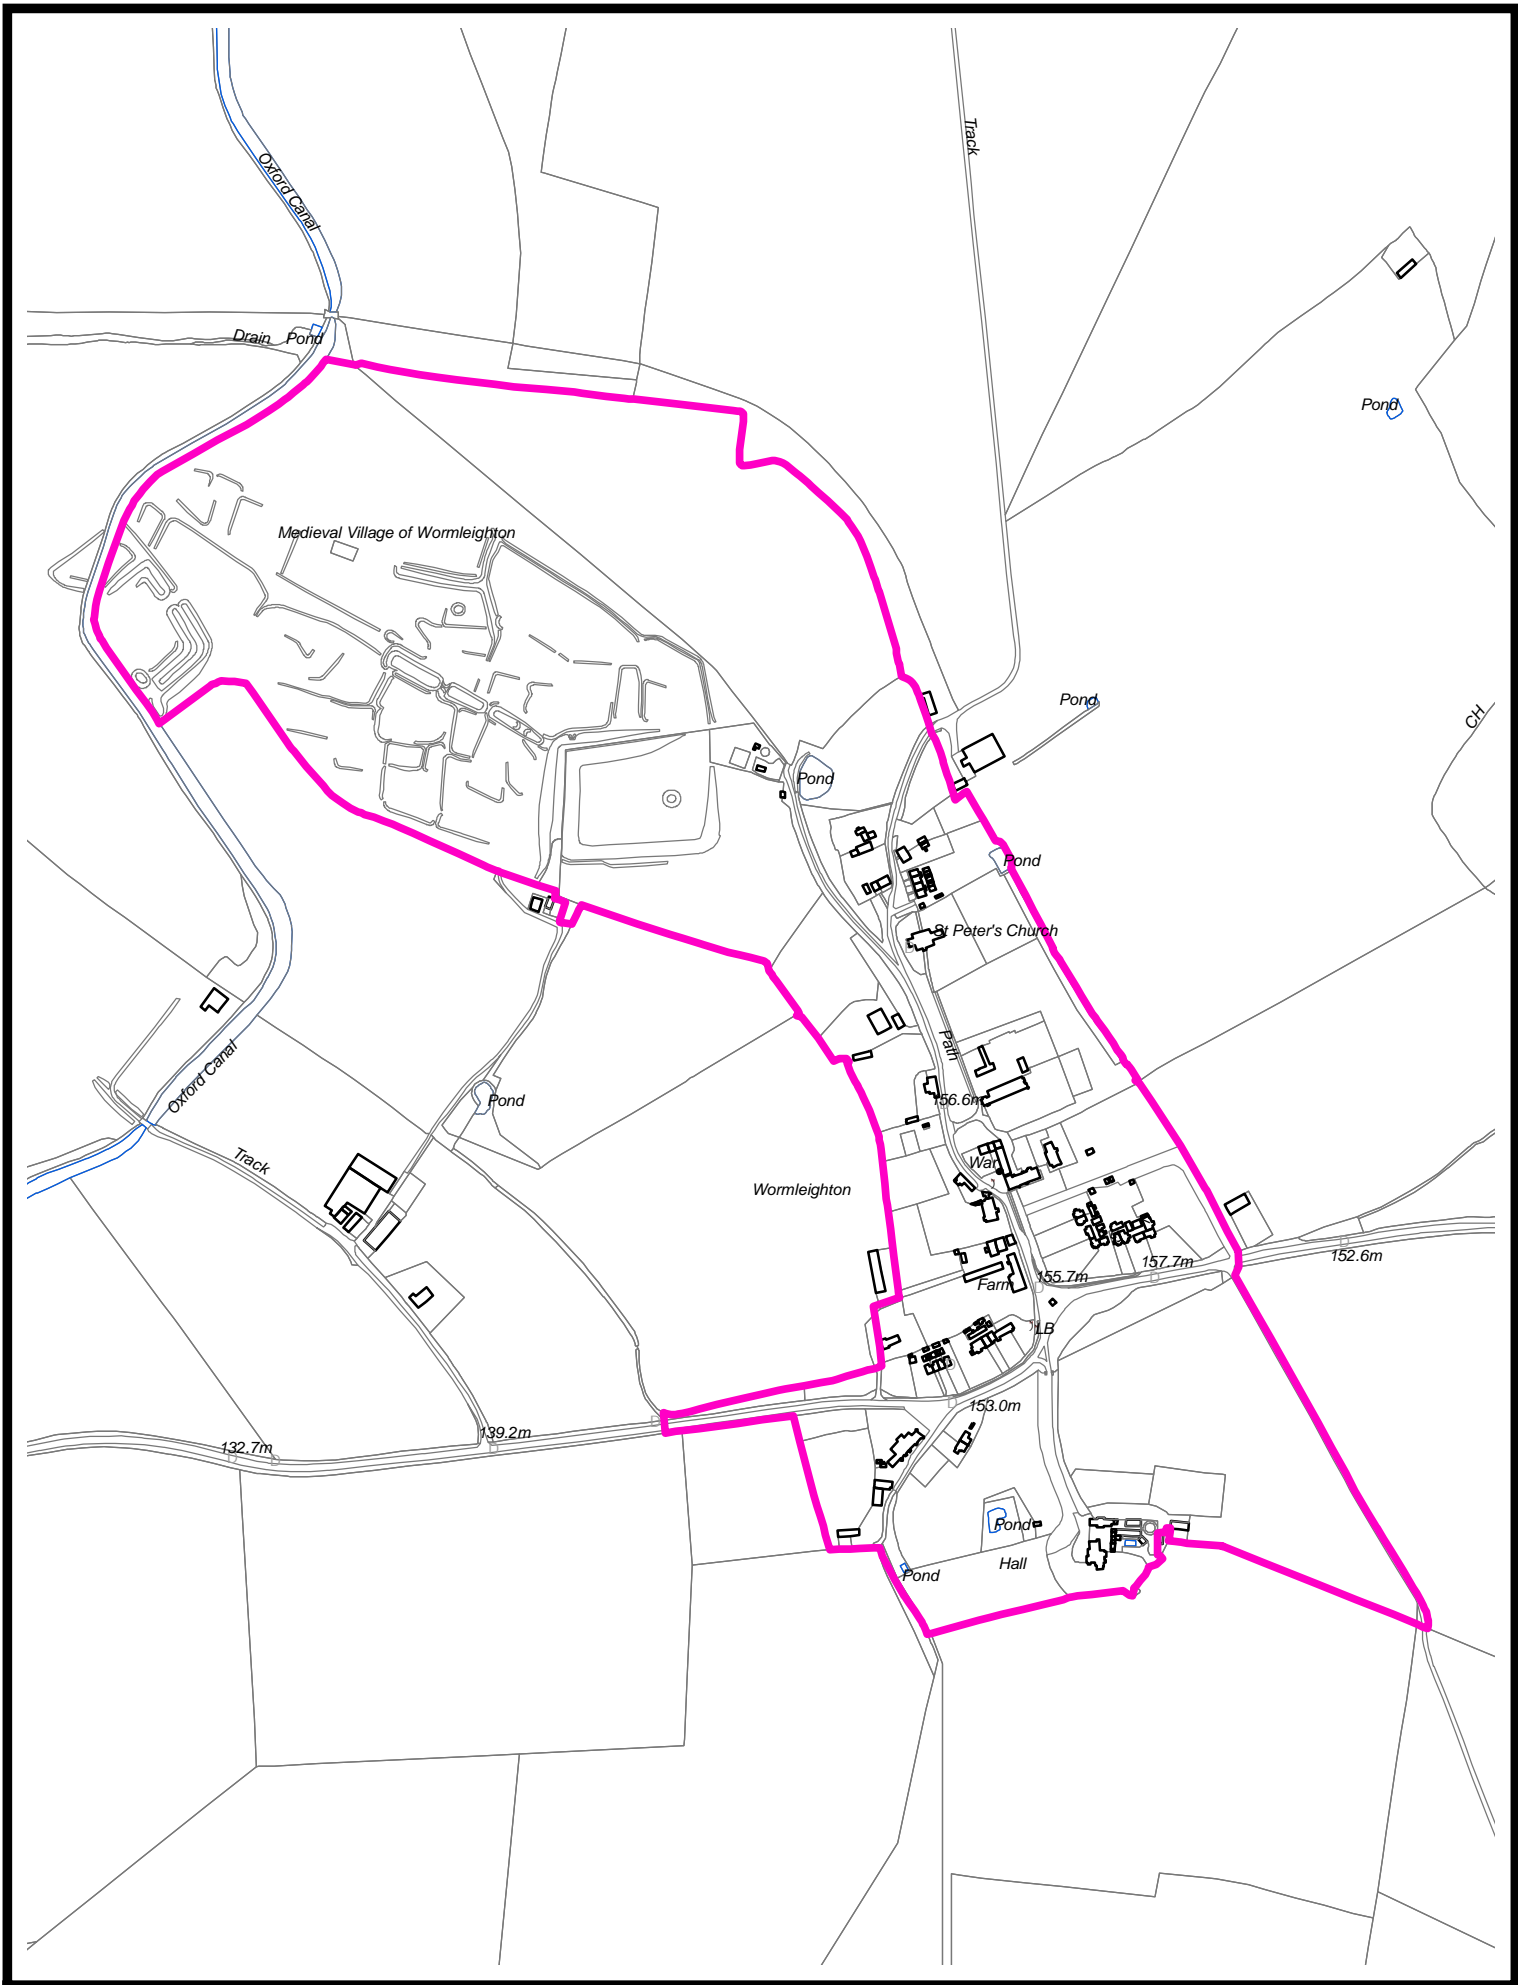 Track
Oxford Canal
Drain
Pond
Pond
Medieval Village of Wormleighton
Pond
CH
Pond
Pond
St Peter's Church
Path
Oxford Canal
Pond
156.6m
Track
War
Wormleighton
152.6m
157.7m
155.7m
Farm
LB
153.0m
139.2m
132.7m
Pond
Hall
Pond